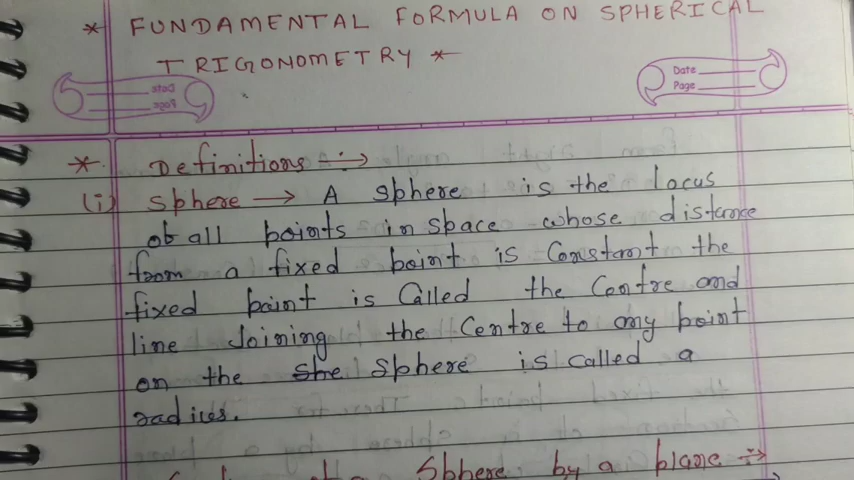 * FUNDAMENTAL FORMULA ON SPHERICAL
TRIGONOMETRY *
Date
Page
Date
Page
* Definitions ÷→
(i) Sphere → A sphere is the locus
of all points in space whose distance
from a fixed point is Constant the
fixed point is Called the Centre and
line Joining the Centre to any point
on the Sphere is called a
radius.
Sphere by a plane ÷→